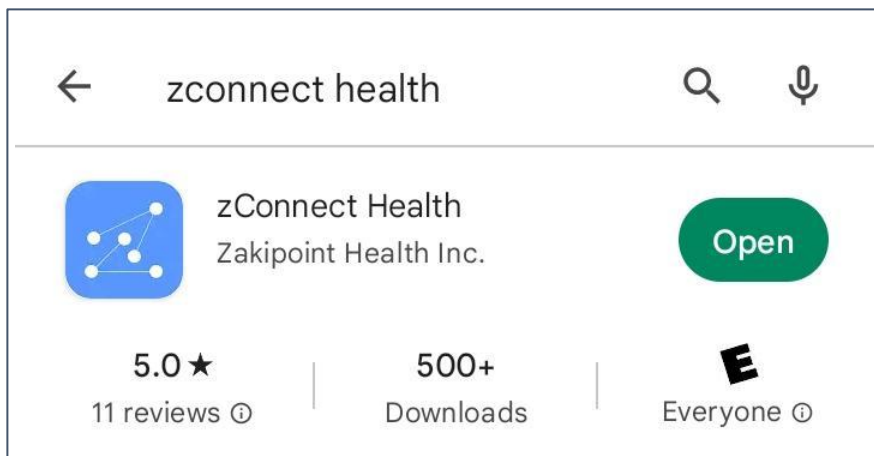 zconnect health
zConnect Health
Zakipoint Health Inc.
Open
5.0 ★
11 reviews
500+
Downloads
E
Everyone